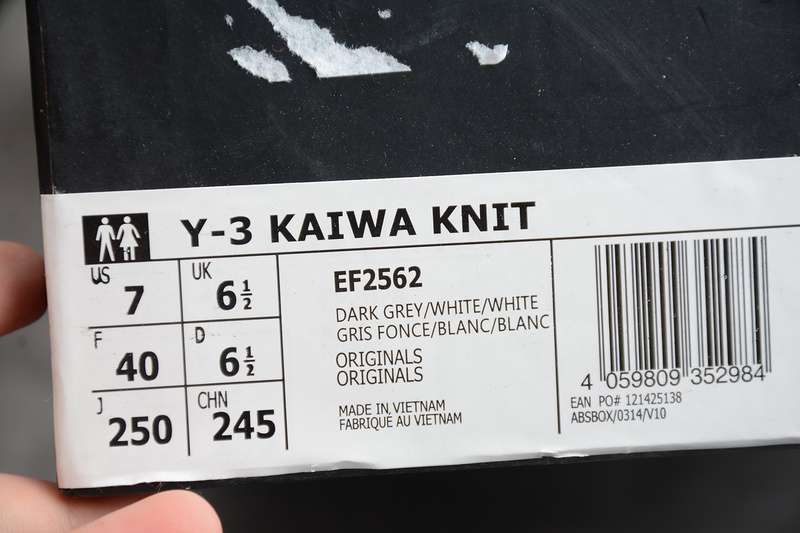 Y-3 KAIWA KNIT
US 7
UK 6 1/2
F 40
D 6 1/2
J 250
CHN 245
EF2562
DARK GREY/WHITE/WHITE
GRIS FONCE/BLANC/BLANC
ORIGINALS
ORIGINALS
MADE IN VIETNAM
FABRIQUE AU VIETNAM
4 059809 352984
EAN PO# 121425138
ABSBOX/0314/V10